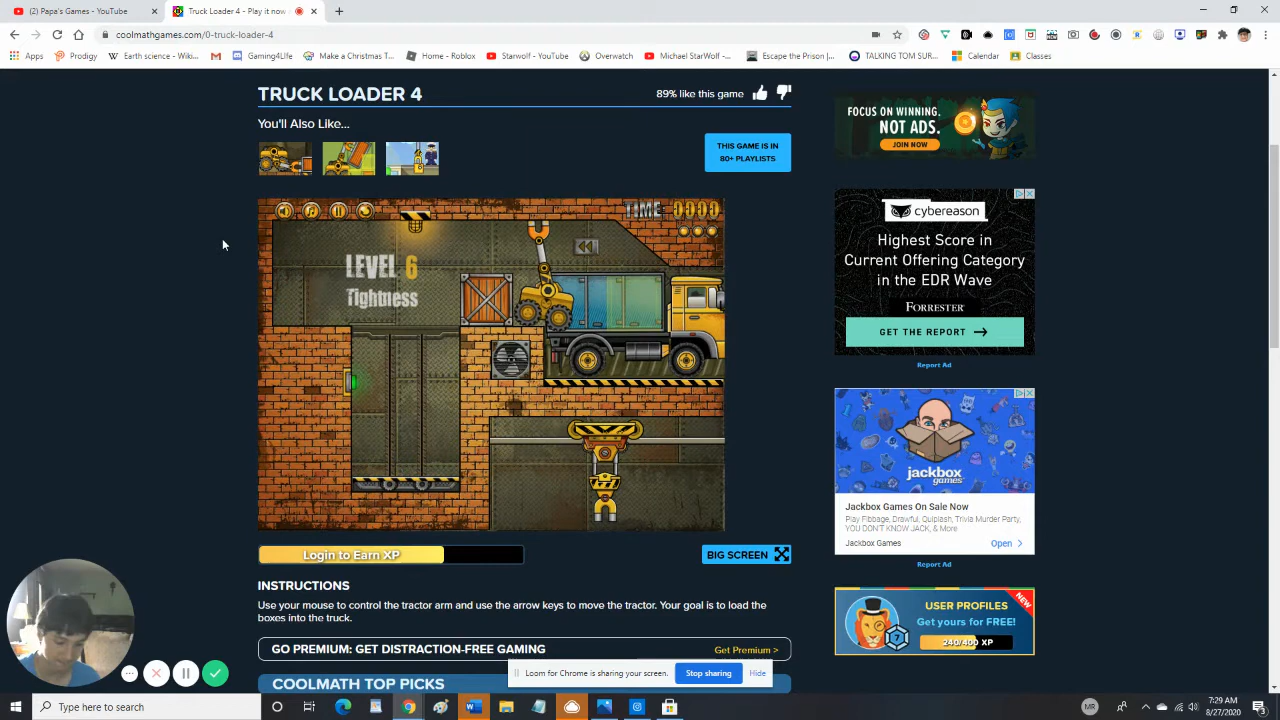 (2) Papa's Games - YouTube
Truck Loader 4 - Play it now
coolmathgames.com/0-truck-loader-4
Apps
Prodigy
Earth science - Wiki...
Gaming4Life
Make a Christmas T...
Home - Roblox
Starwolf - YouTube
Overwatch
Michael StarWolf -...
Escape the Prison |...
TALKING TOM SUR...
Calendar
Classes
TRUCK LOADER 4
89% like this game
You'll Also Like...
THIS GAME IS IN
80+ PLAYLISTS
FOCUS ON WINNING.
NOT ADS.
JOIN NOW
TIME 0000
LEVEL 6
Tightness
cybereason
Highest Score in
Current Offering Category
in the EDR Wave
FORRESTER
GET THE REPORT
Report Ad
jackbox
games
Jackbox Games On Sale Now
Play Fibbage, Drawful, Quiplash, Trivia Murder Party,
YOU DON'T KNOW JACK, & More
Jackbox Games
Open
Report Ad
Login to Earn XP
BIG SCREEN
INSTRUCTIONS
Use your mouse to control the tractor arm and use the arrow keys to move the tractor. Your goal is to load the
boxes into the truck.
GO PREMIUM: GET DISTRACTION-FREE GAMING
Get Premium >
NEW
USER PROFILES
Get yours for FREE!
7
240/400 XP
COOLMATH TOP PICKS
Loom for Chrome is sharing your screen.
Stop sharing
Hide
Type here to search
MR
7:29 AM
8/27/2020